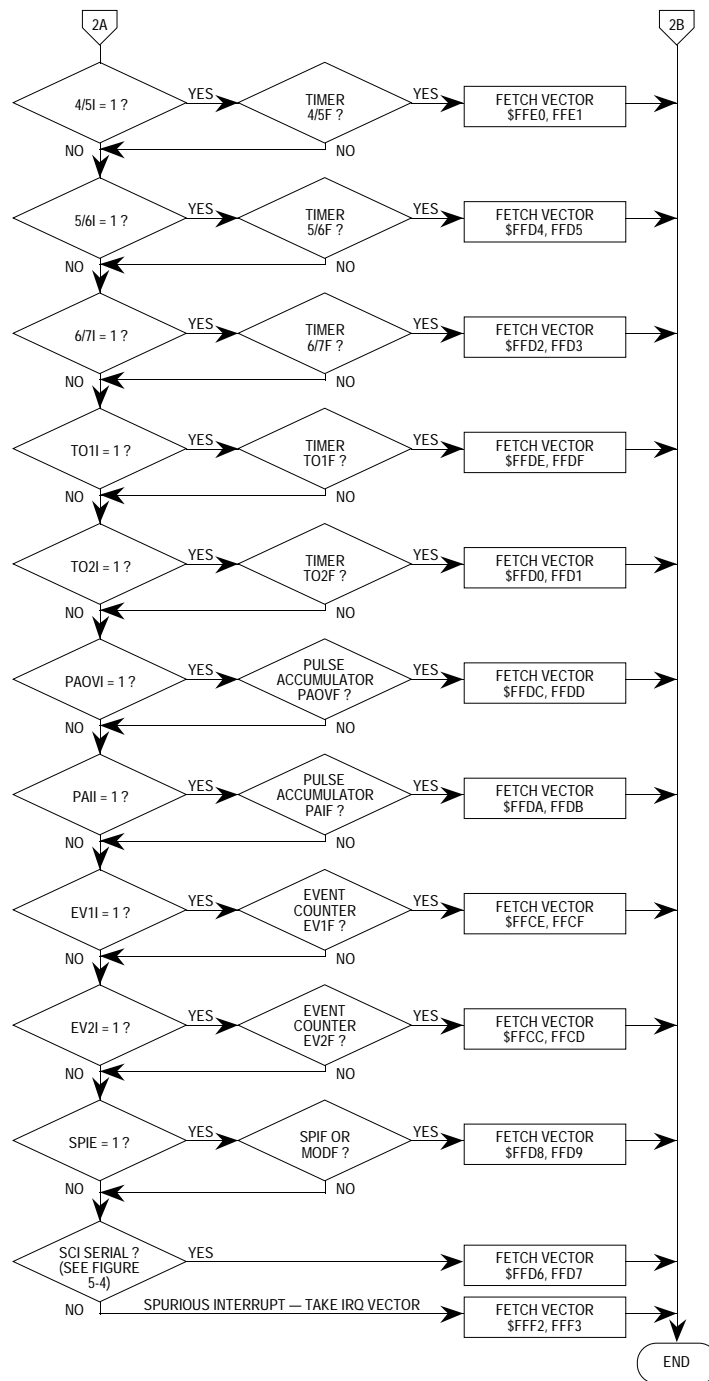 2A
2B
4/5I = 1 ?
YES
TIMER
4/5F ?
YES
FETCH VECTOR
$FFE0, FFE1
NO
NO
5/6I = 1 ?
YES
TIMER
5/6F ?
YES
FETCH VECTOR
$FFD4, FFD5
NO
NO
6/7I = 1 ?
YES
TIMER
6/7F ?
YES
FETCH VECTOR
$FFD2, FFD3
NO
NO
TO1I = 1 ?
YES
TIMER
TO1F ?
YES
FETCH VECTOR
$FFDE, FFDF
NO
NO
TO2I = 1 ?
YES
TIMER
TO2F ?
YES
FETCH VECTOR
$FFD0, FFD1
NO
NO
PAOVI = 1 ?
YES
PULSE
ACCUMULATOR
PAOVF ?
YES
FETCH VECTOR
$FFDC, FFDD
NO
NO
PAII = 1 ?
YES
PULSE
ACCUMULATOR
PAIF ?
YES
FETCH VECTOR
$FFDA, FFDB
NO
NO
EV1I = 1 ?
YES
EVENT
COUNTER
EV1F ?
YES
FETCH VECTOR
$FFCE, FFCF
NO
NO
EV2I = 1 ?
YES
EVENT
COUNTER
EV2F ?
YES
FETCH VECTOR
$FFCC, FFCD
NO
NO
SPIE = 1 ?
YES
SPIF OR
MODF ?
YES
FETCH VECTOR
$FFD8, FFD9
NO
NO
SCI SERIAL ?
(SEE FIGURE
5-4)
YES
FETCH VECTOR
$FFD6, FFD7
NO
SPURIOUS INTERRUPT — TAKE IRQ VECTOR
FETCH VECTOR
$FFF2, FFF3
END